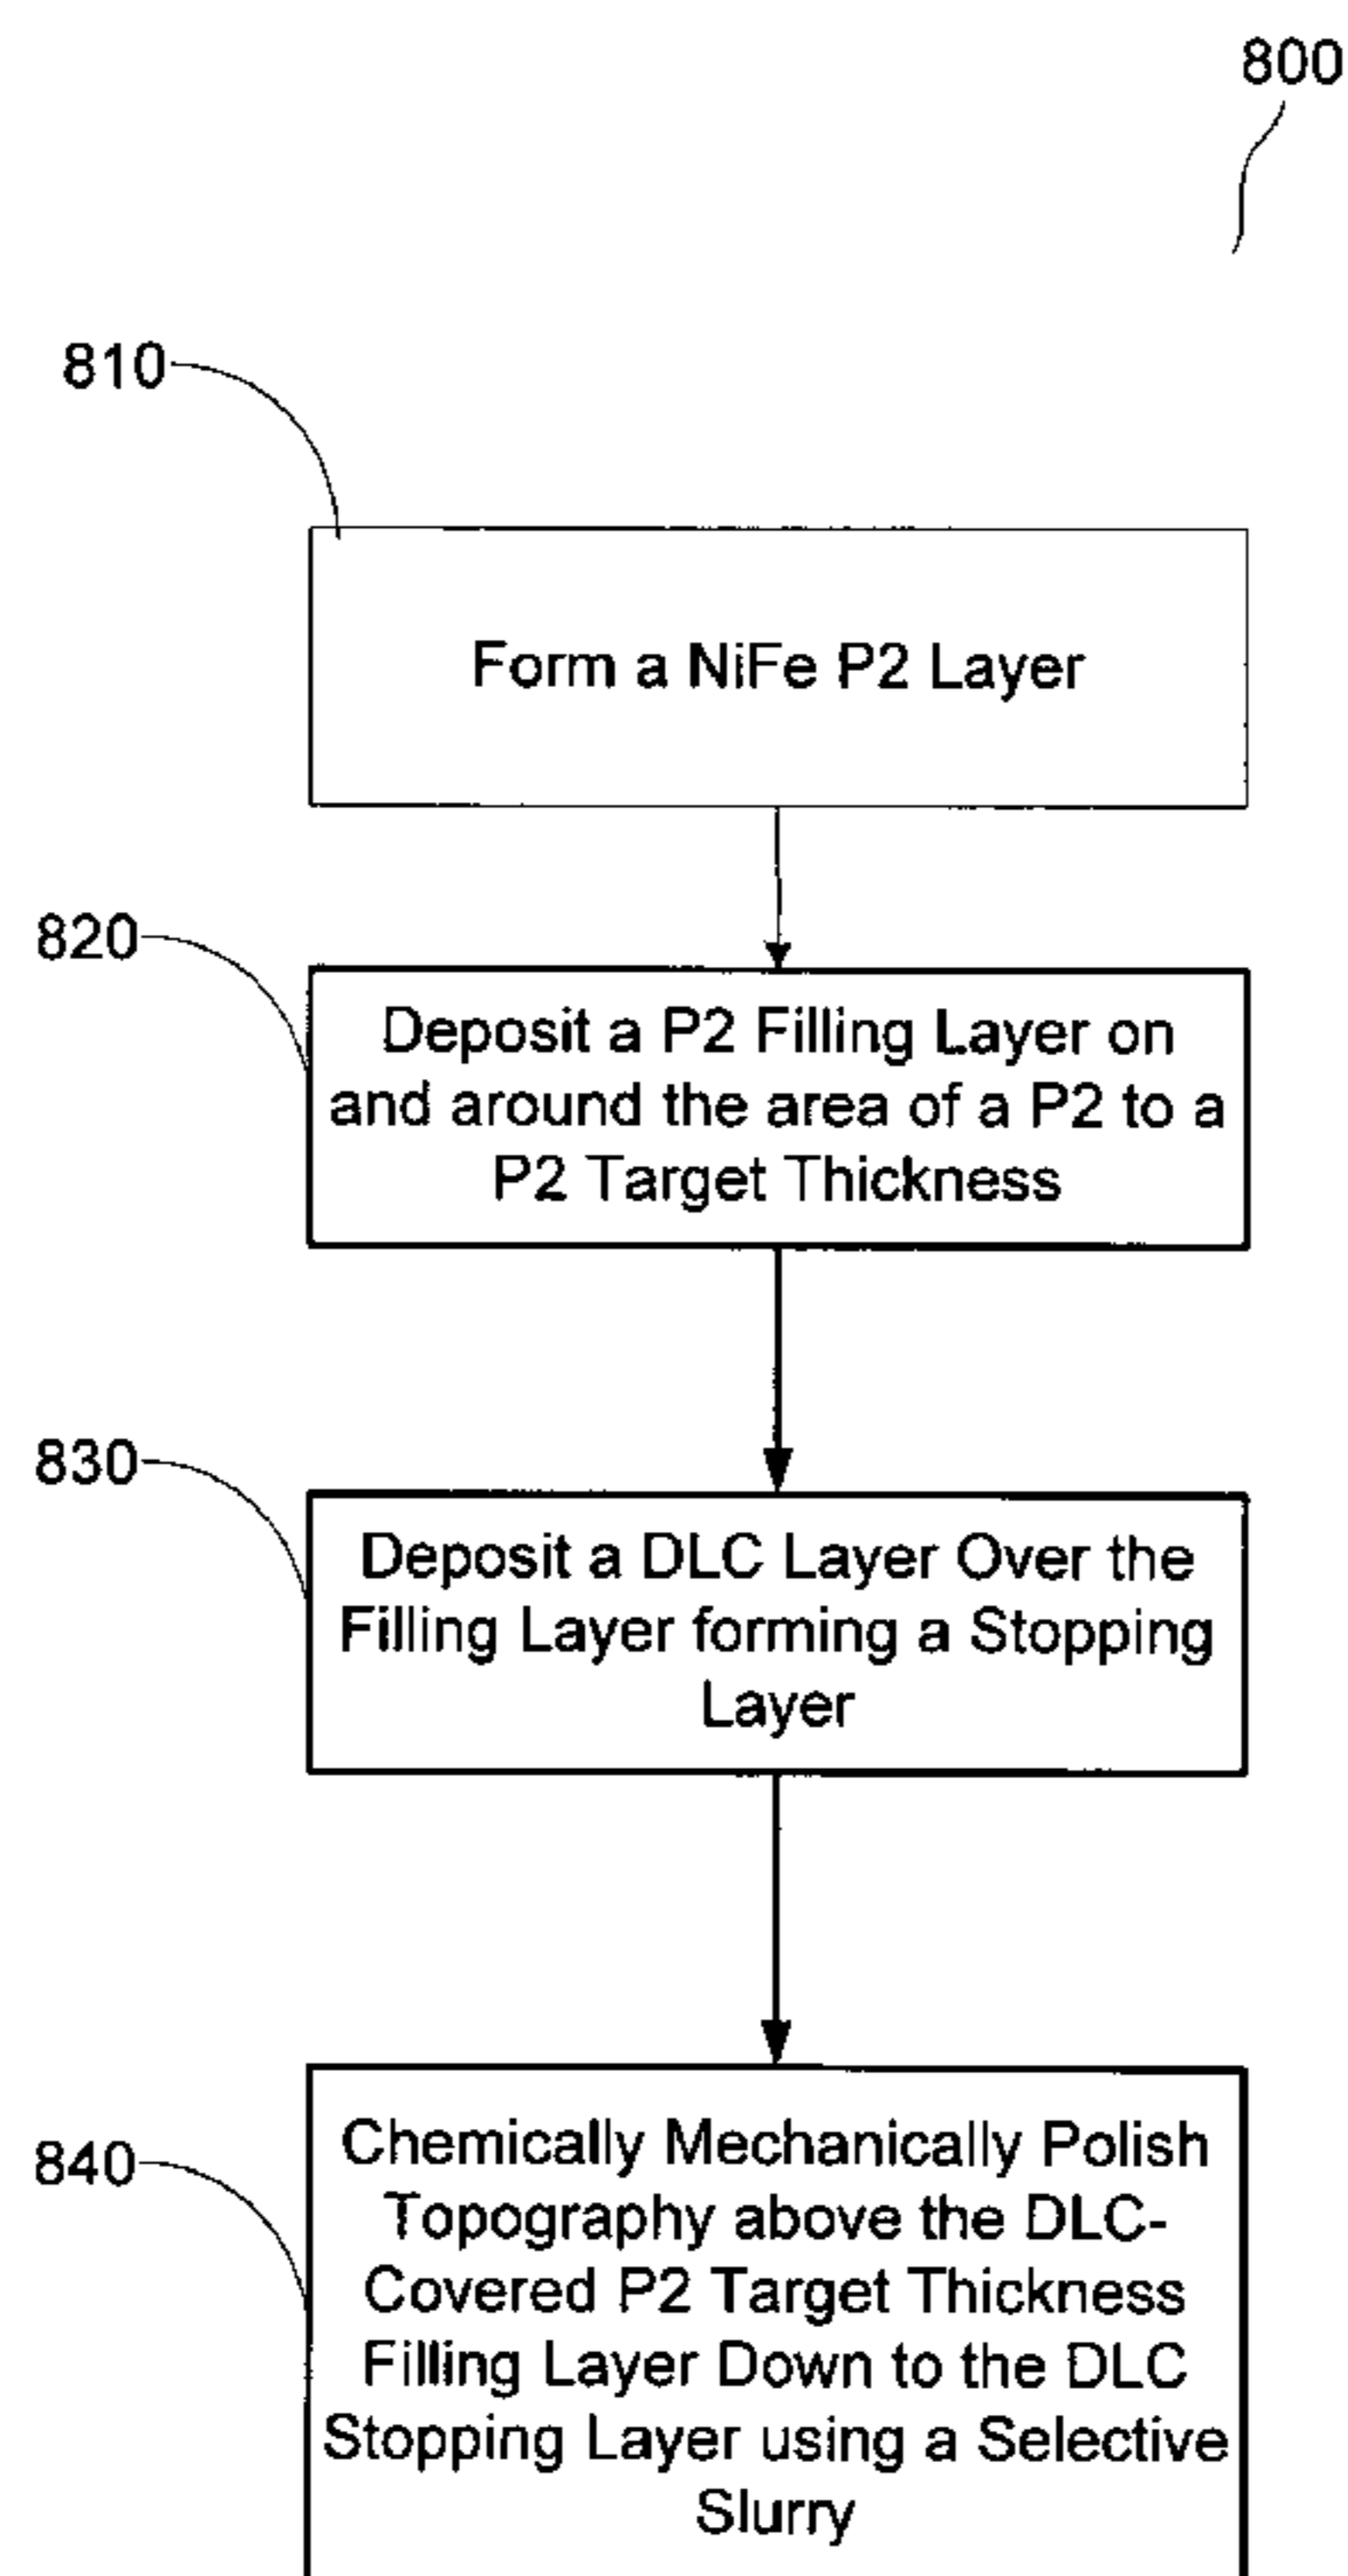 800
810
Form a NiFe P2 Layer
820
Deposit a P2 Filling Layer on
and around the area of a P2 to a
P2 Target Thickness
830
Deposit a DLC Layer Over the
Filling Layer forming a Stopping
Layer
840
Chemically Mechanically Polish
Topography above the DLC-
Covered P2 Target Thickness
Filling Layer Down to the DLC
Stopping Layer using a Selective
Slurry